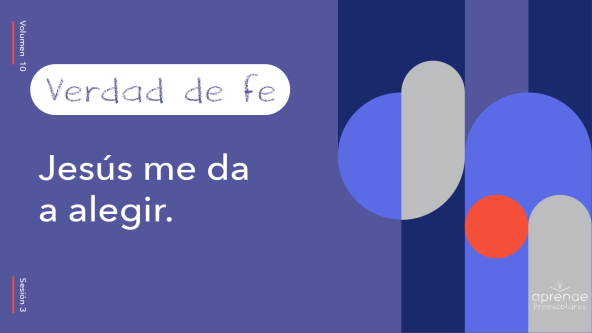 Volumen 10
Verdad de fe
Jesús me da
a alegir.
Sesión 3
aprende
Preescolares